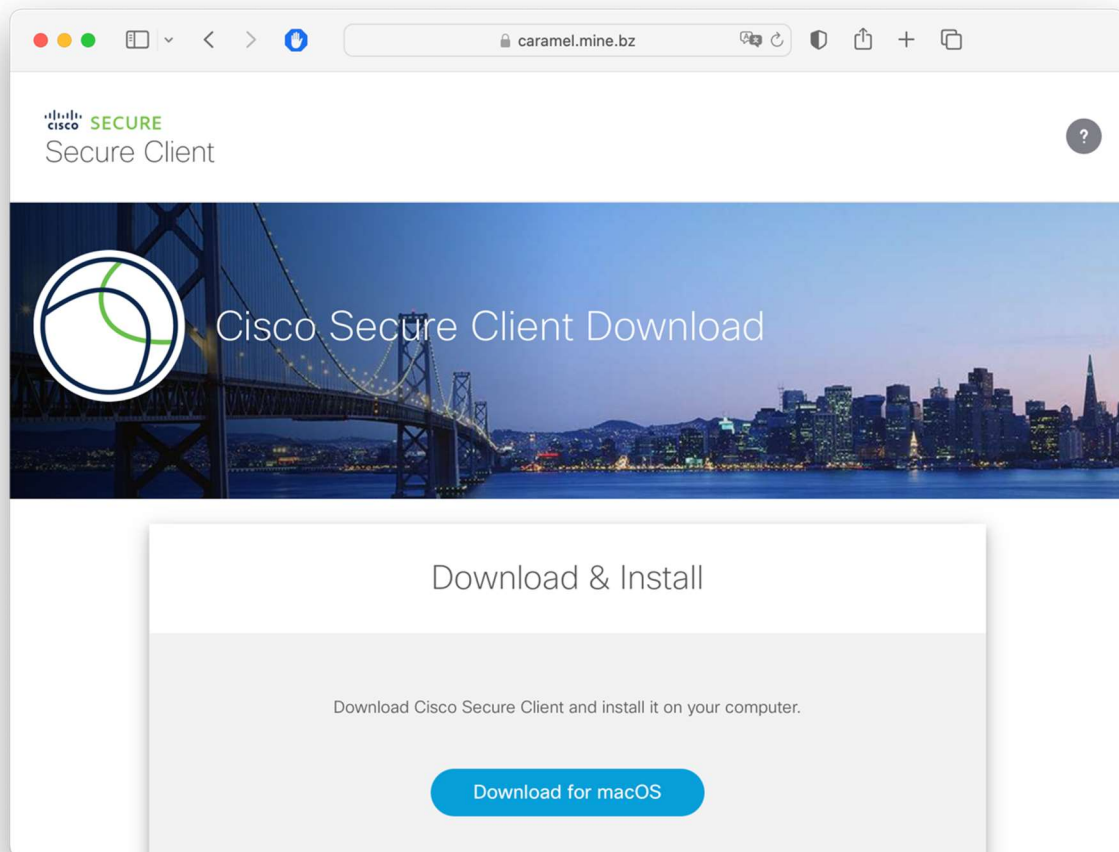 caramel.mine.bz
cisco SECURE
Secure Client
?
Cisco Secure Client Download
Download & Install
Download Cisco Secure Client and install it on your computer.
Download for macOS